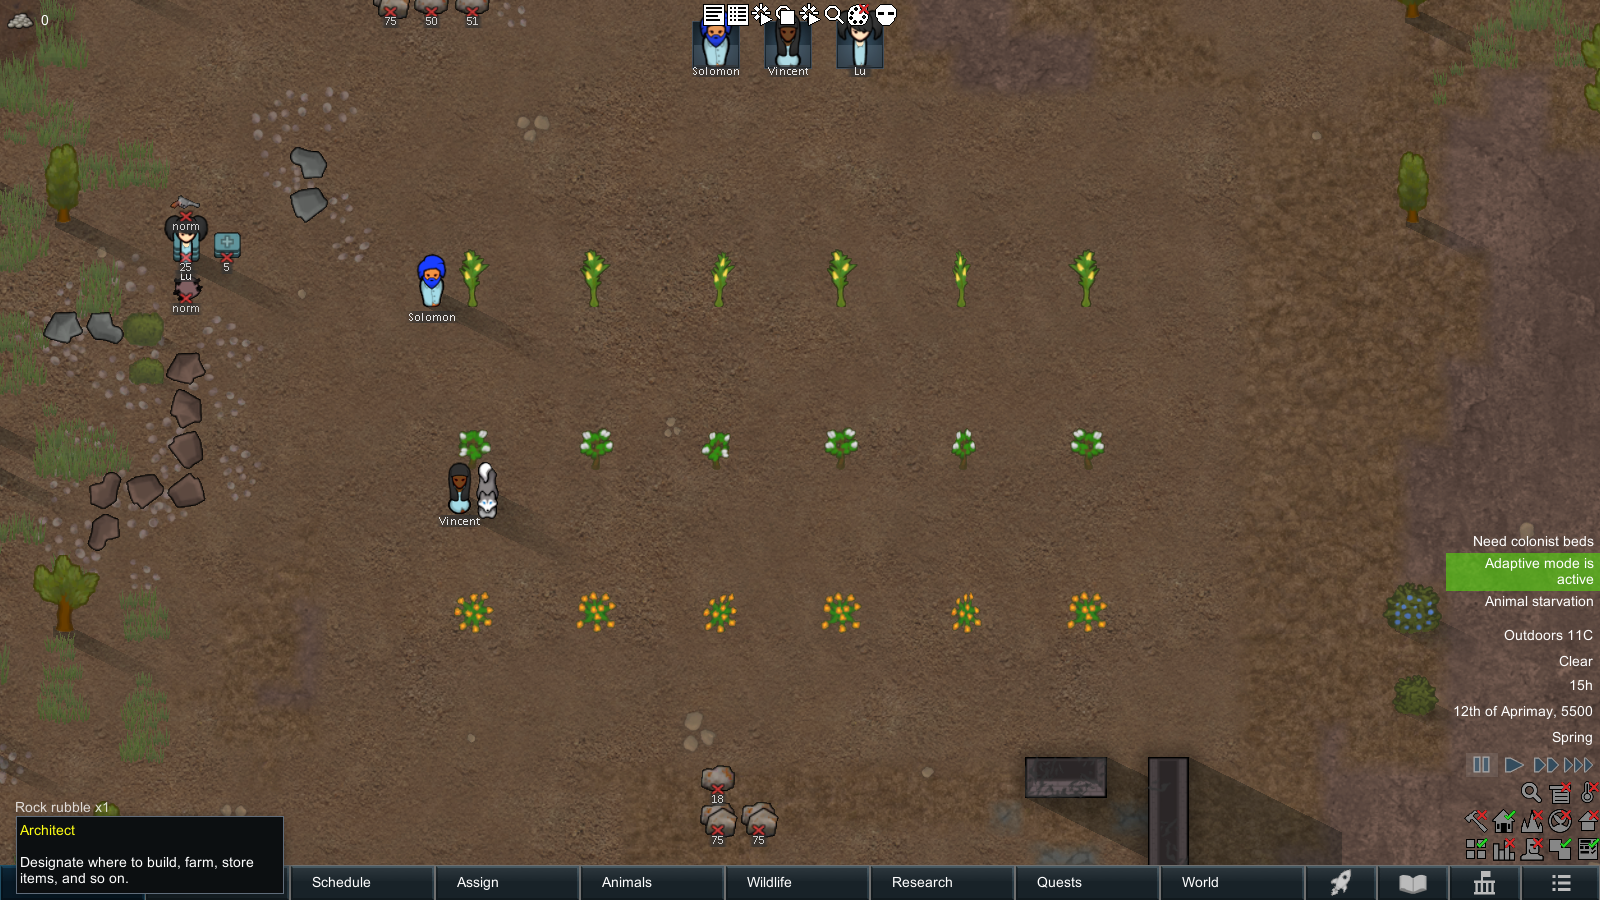 0
75
50
51
Solomon
Vincent
Lu
norm
25
5
Lu
norm
Solomon
Vincent
Need colonist beds
Adaptive mode is
active
Animal starvation
Outdoors 11C
Clear
15h
12th of Aprimay, 5500
Spring
18
75
75
Rock rubble x1
Architect
Designate where to build, farm, store
items, and so on.
Schedule
Assign
Animals
Wildlife
Research
Quests
World